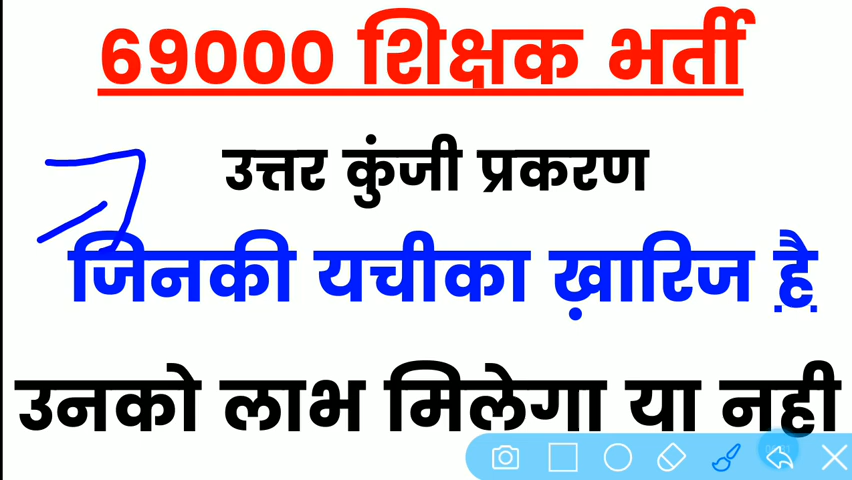 69000 शिक्षक भर्ती
उत्तर कुंजी प्रकरण
जिनकी यचीका ख़ारिज है
उनको लाभ मिलेगा या नही